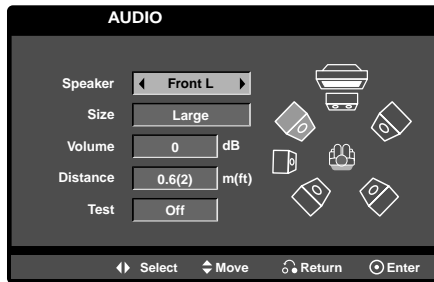 AUDIO
Speaker Front L
Size Large
Volume 0 dB
Distance 0.6(2) m(ft)
Test Off
Select Move Return Enter